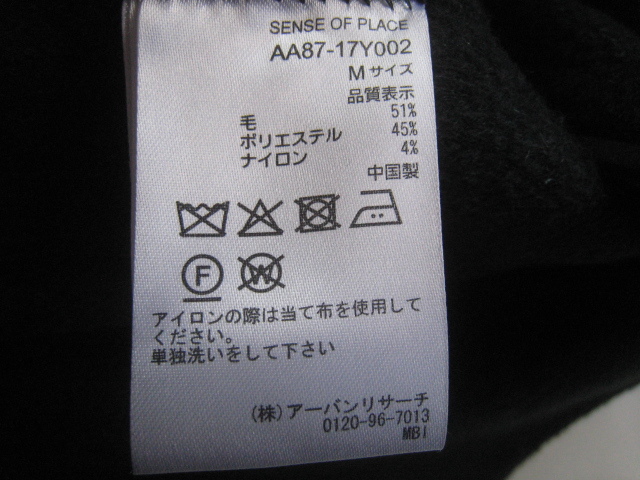 SENSE OF PLACE
AA87-17Y002
Mサイズ
品質表示
毛 51%
ポリエステル 45%
ナイロン 4%
中国製
F W
アイロンの際は当て布を使用して
ください。
単独洗いをして下さい
(株)アーバンリサーチ
0120-96-7013
MBI